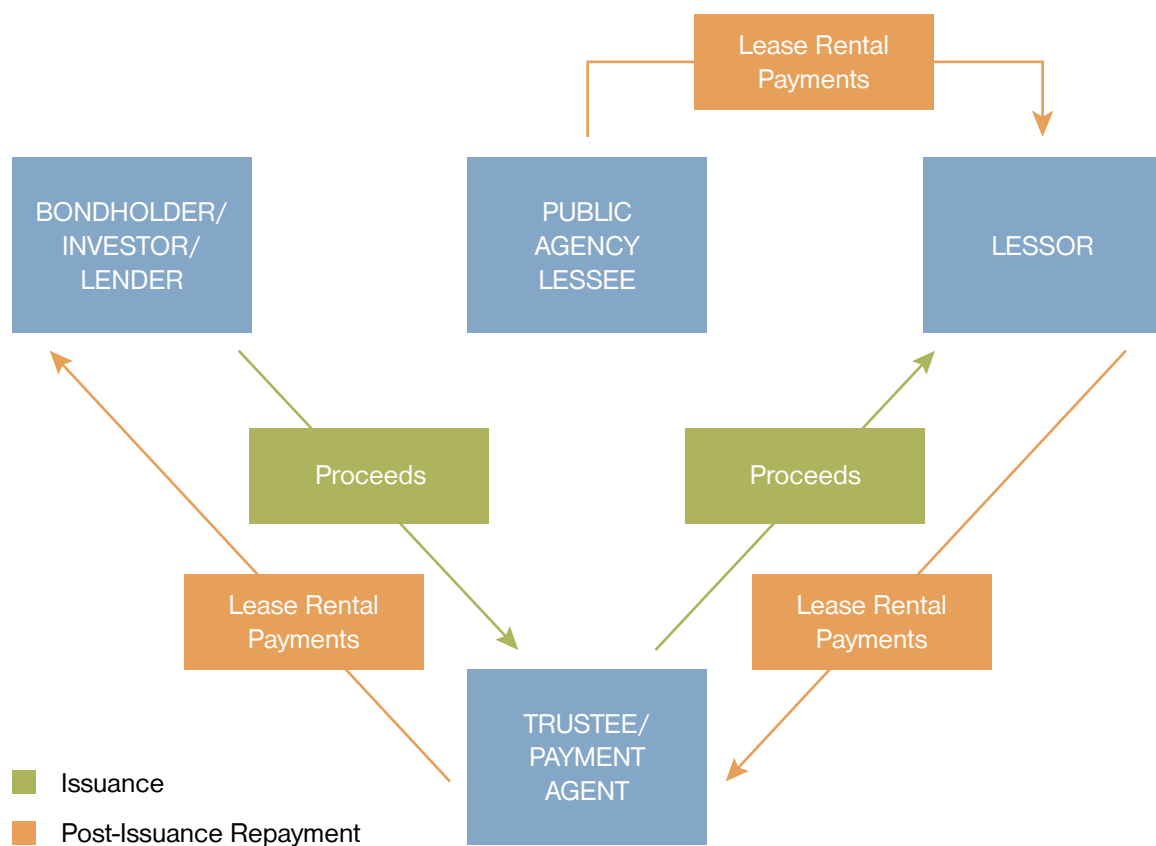 Lease Rental
Payments
BONDHOLDER/
INVESTOR/
LENDER
PUBLIC
AGENCY
LESSEE
LESSOR
Proceeds
Proceeds
Lease Rental
Payments
Lease Rental
Payments
TRUSTEE/
PAYMENT
AGENT
Issuance
Post-Issuance Repayment